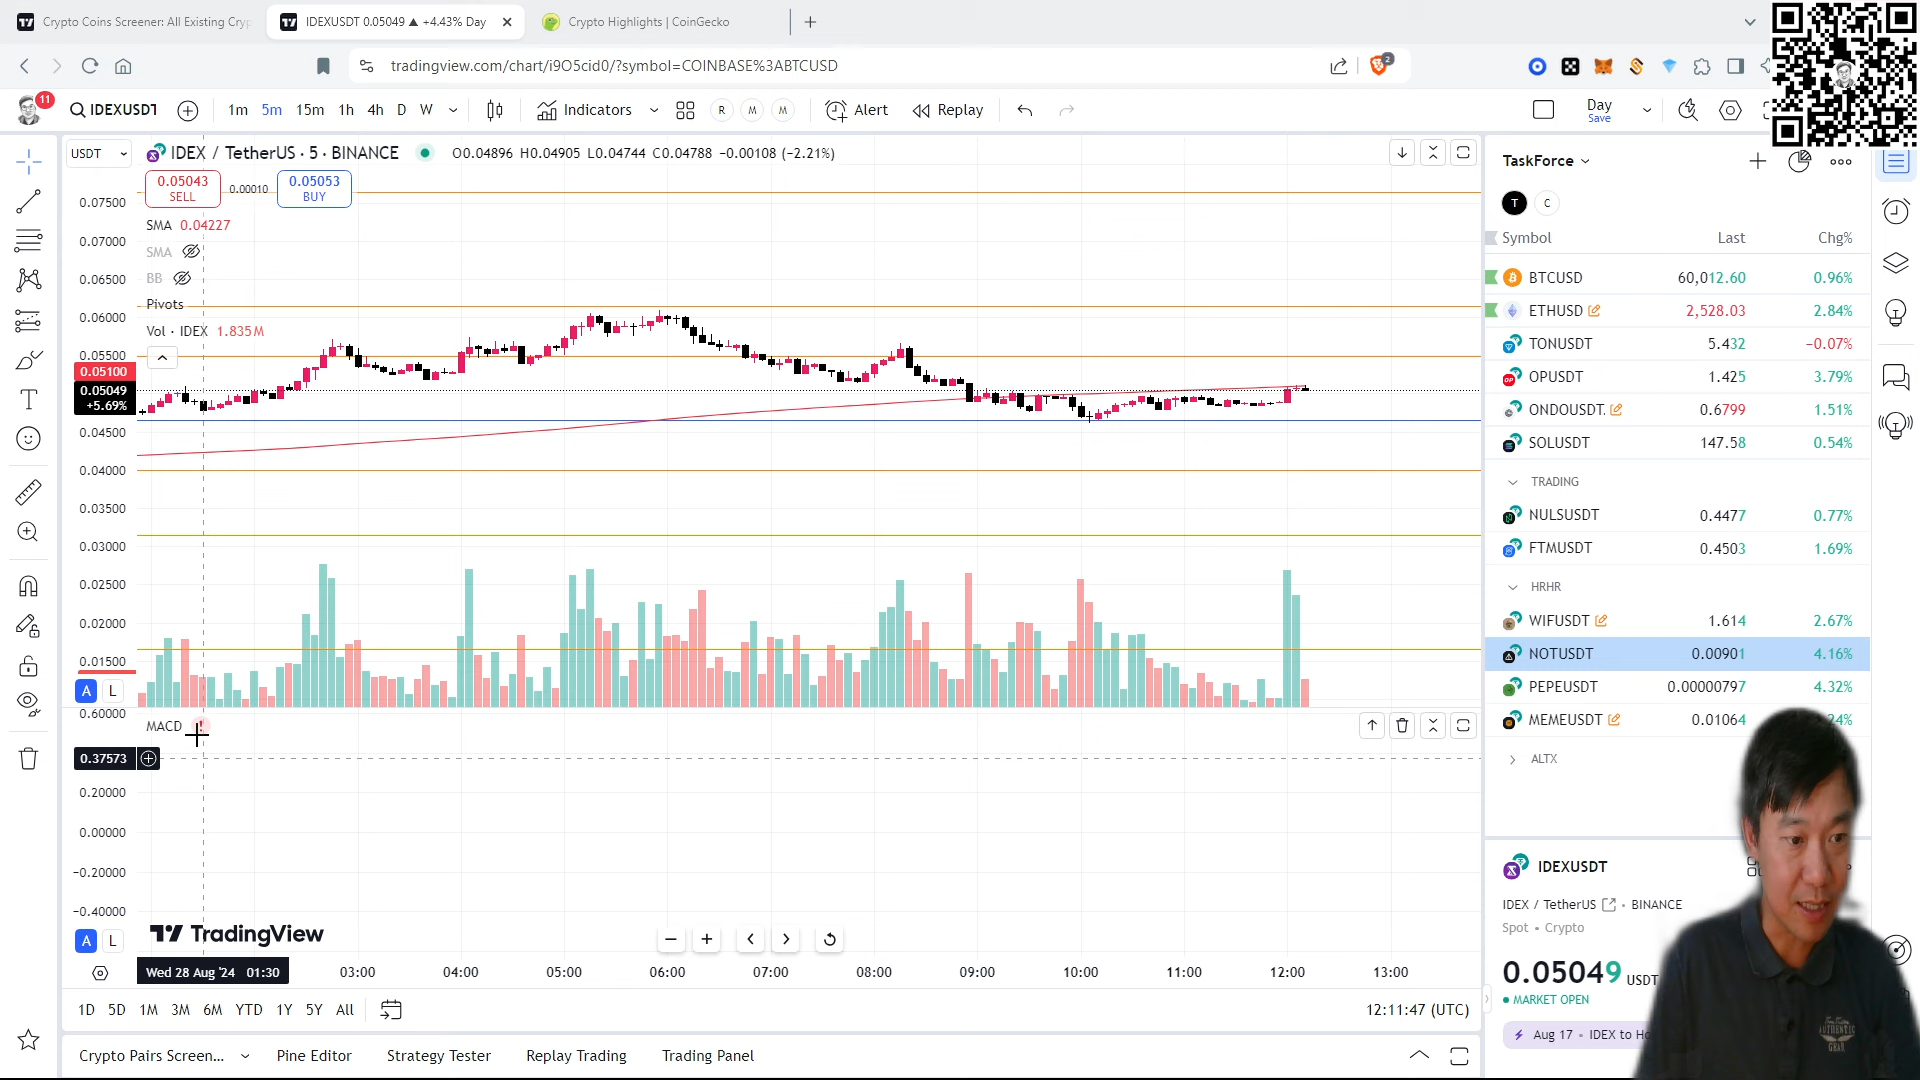 Crypto Coins Screener: All Existing Cryp
IDEXUSDT 0.05049 ▲ +4.43% Day
Crypto Highlights | CoinGecko
tradingview.com/chart/i9O5cid0/?symbol=COINBASE%3ABTCUSD
2
11
IDEXUSDT
1m 5m 15m 1h 4h D W
Indicators
R M M
Alert
Replay
Day
Save
USDT
IDEX / TetherUS · 5 · BINANCE
O0.04896 H0.04905 L0.04744 C0.04788 −0.00108 (−2.21%)
0.05043
SELL
0.00010
0.05053
BUY
SMA 0.04227
SMA
BB
Pivots
Vol · IDEX 1.835M
0.07500
0.07000
0.06500
0.06000
0.05500
0.05100
0.05049
+5.69%
0.04500
0.04000
0.03500
0.03000
0.02500
0.02000
0.01500
A L
0.60000
MACD
0.37573
0.20000
0.00000
−0.20000
−0.40000
A L
TradingView
Wed 28 Aug '24 01:30
03:00 04:00 05:00 06:00 07:00 08:00 09:00 10:00 11:00 12:00 13:00
1D 5D 1M 3M 6M YTD 1Y 5Y All
12:11:47 (UTC)
Crypto Pairs Screen... Pine Editor Strategy Tester Replay Trading Trading Panel
TaskForce
T C
Symbol Last Chg%
BTCUSD 60,012.60 0.96%
ETHUSD 2,528.03 2.84%
TONUSDT 5.432 −0.07%
OPUSDT 1.425 3.79%
ONDOUSDT. 0.6799 1.51%
SOLUSDT 147.58 0.54%
TRADING
NULSUSDT 0.4477 0.77%
FTMUSDT 0.4503 1.69%
HRHR
WIFUSDT 1.614 2.67%
NOTUSDT 0.00901 4.16%
PEPEUSDT 0.00000797 4.32%
MEMEUSDT 0.01064 24%
ALTX
IDEXUSDT
IDEX / TetherUS • BINANCE
Spot • Crypto
0.05049 USDT
MARKET OPEN
Aug 17 • IDEX to Ho
AUTHENTIC
GEAR